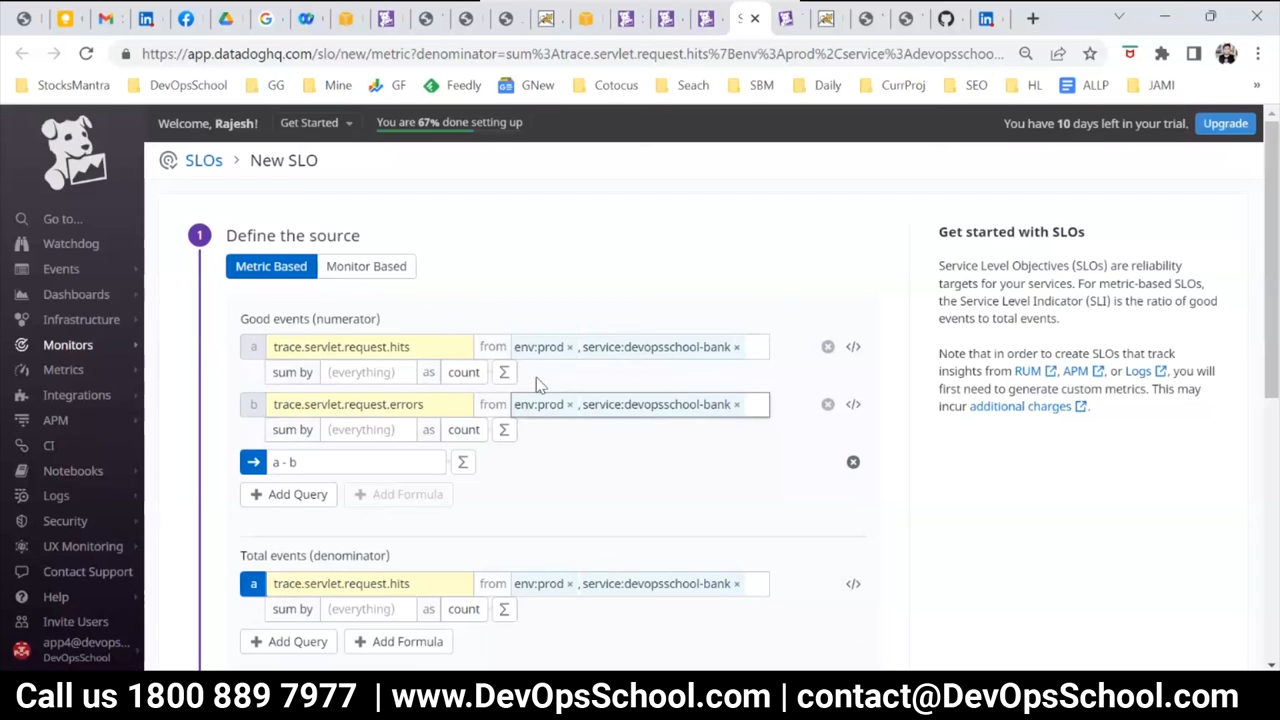 https://app.datadoghq.com/slo/new/metric?denominator=sum%3Atrace.servlet.request.hits%7Benv%3Aprod%2Cservice%3Adevopsschoo...
StocksMantra DevOpsSchool GG Mine GF Feedly GNew Cotocus Seach SBM Daily CurrProj SEO HL ALLP JAMI »
Welcome, Rajesh! Get Started You are 67% done setting up You have 10 days left in your trial. Upgrade
SLOs > New SLO
Go to...
Watchdog
Events
Dashboards
Infrastructure
Monitors
Metrics
Integrations
APM
CI
Notebooks
Logs
Security
UX Monitoring
Contact Support
Help
Invite Users
app4@devops...
DevOpsSchool
1 Define the source
Metric Based Monitor Based
Good events (numerator)
a trace.servlet.request.hits from env:prod × , service:devopsschool-bank × </>
sum by (everything) as count Σ
b trace.servlet.request.errors from env:prod × , service:devopsschool-bank × </>
sum by (everything) as count Σ
a - b Σ
+ Add Query + Add Formula
Total events (denominator)
a trace.servlet.request.hits from env:prod × , service:devopsschool-bank × </>
sum by (everything) as count Σ
+ Add Query + Add Formula
Get started with SLOs
Service Level Objectives (SLOs) are reliability
targets for your services. For metric-based SLOs,
the Service Level Indicator (SLI) is the ratio of good
events to total events.
Note that in order to create SLOs that track
insights from RUM, APM, or Logs, you will
first need to generate custom metrics. This may
incur additional charges.
Call us 1800 889 7977 | www.DevOpsSchool.com | contact@DevOpsSchool.com